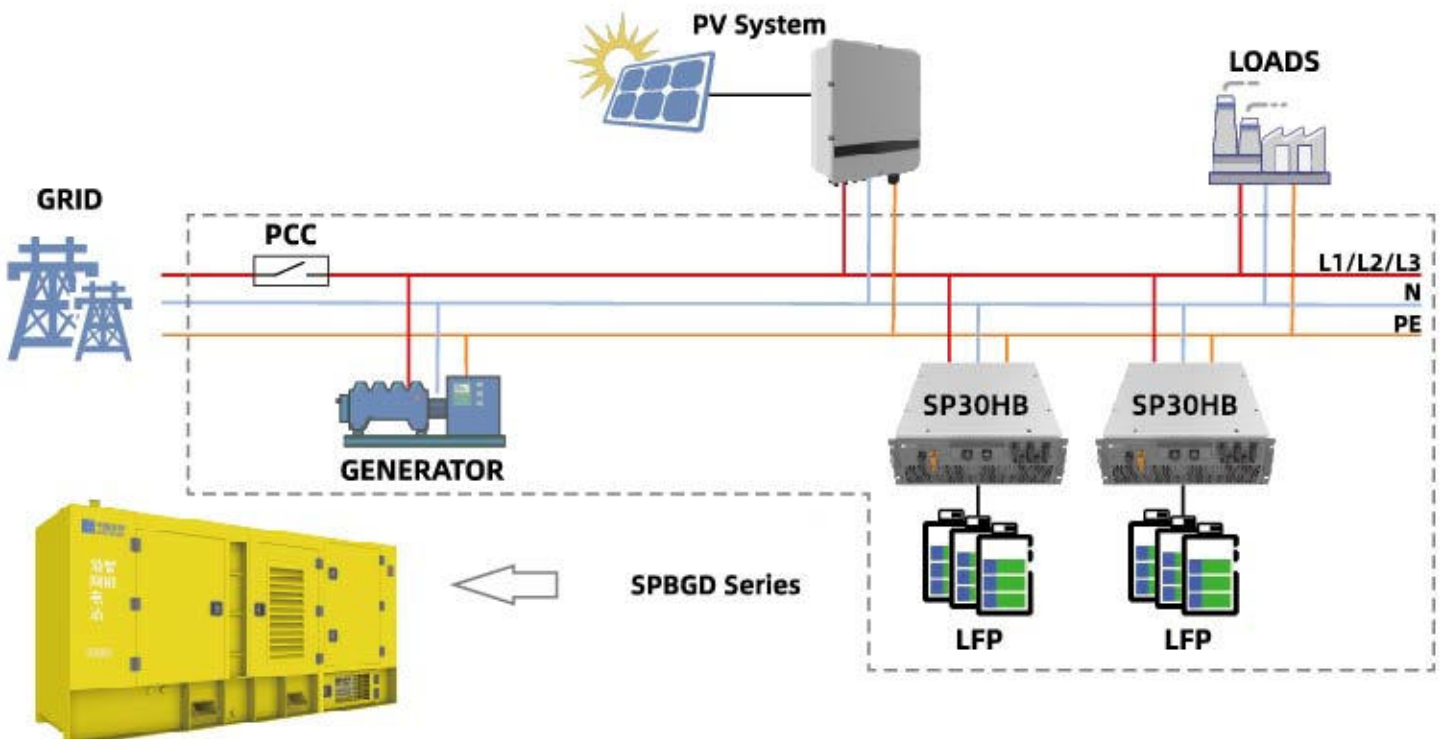 PV System
LOADS
GRID
PCC
L1/L2/L3
N
PE
SP30HB
SP30HB
GENERATOR
SPBGD Series
LFP
LFP